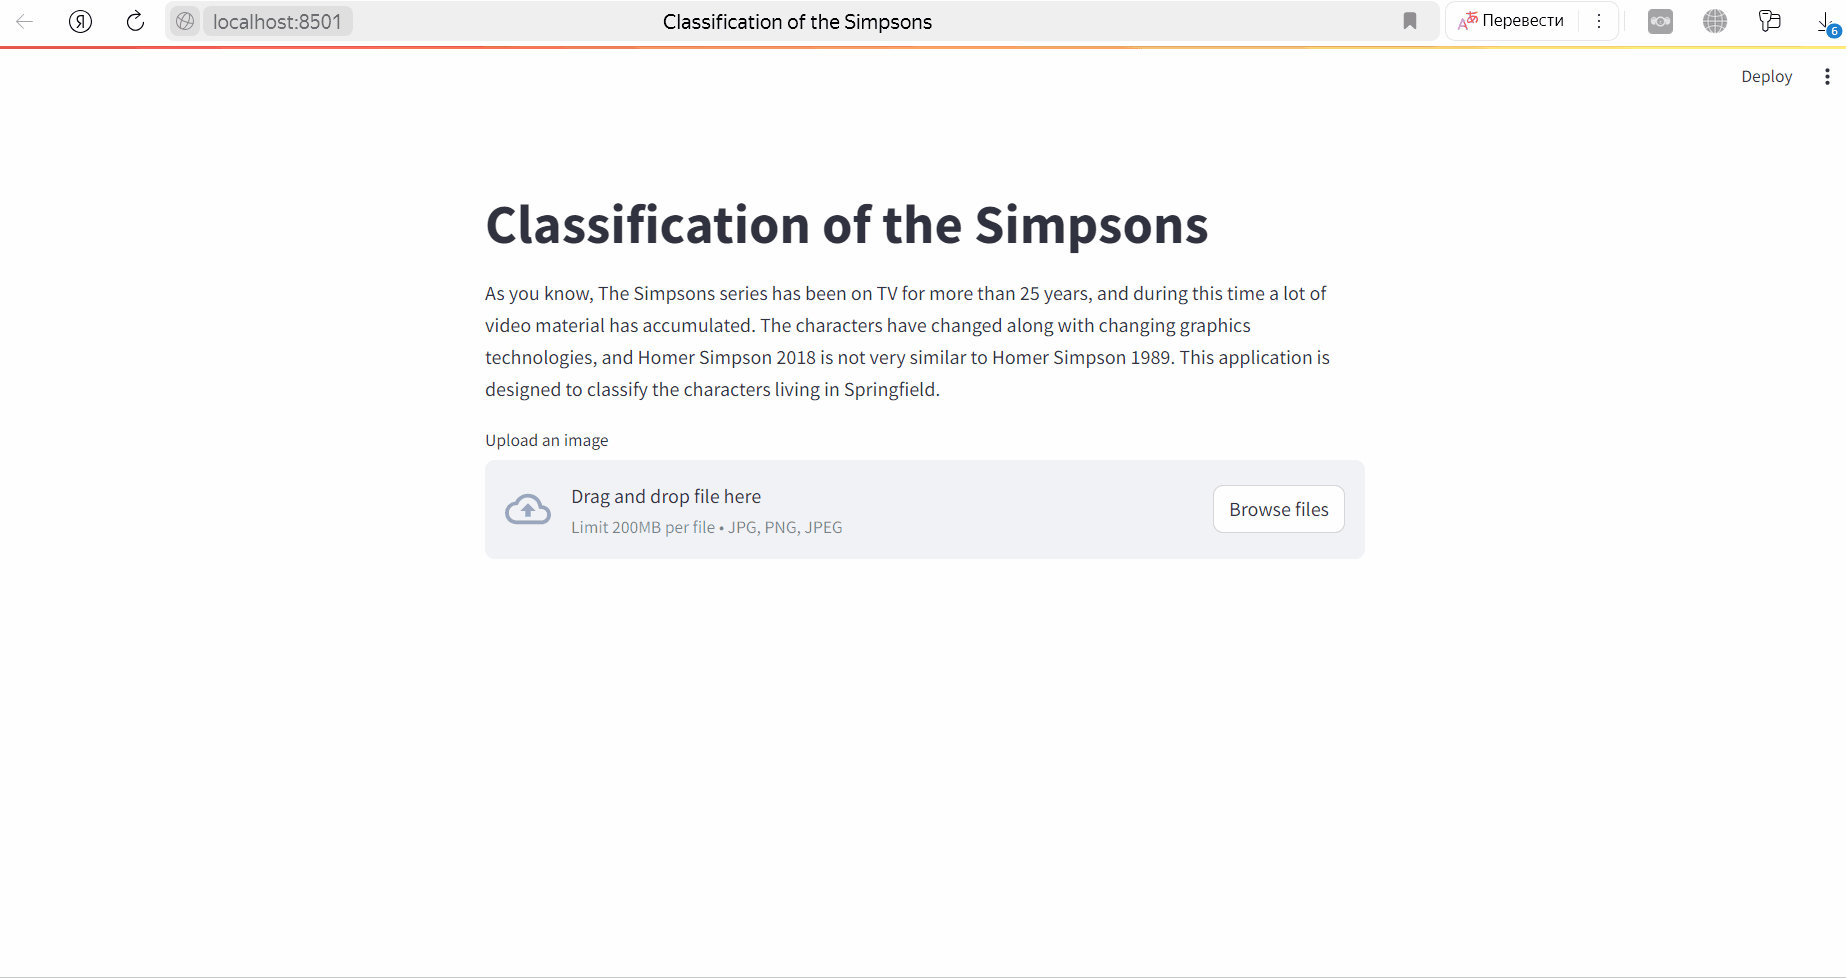 Я localhost:8501 Classification of the Simpsons Aあ Перевести 6
Deploy
Classification of the Simpsons
As you know, The Simpsons series has been on TV for more than 25 years, and during this time a lot of
video material has accumulated. The characters have changed along with changing graphics
technologies, and Homer Simpson 2018 is not very similar to Homer Simpson 1989. This application is
designed to classify the characters living in Springfield.
Upload an image
Drag and drop file here
Limit 200MB per file • JPG, PNG, JPEG
Browse files